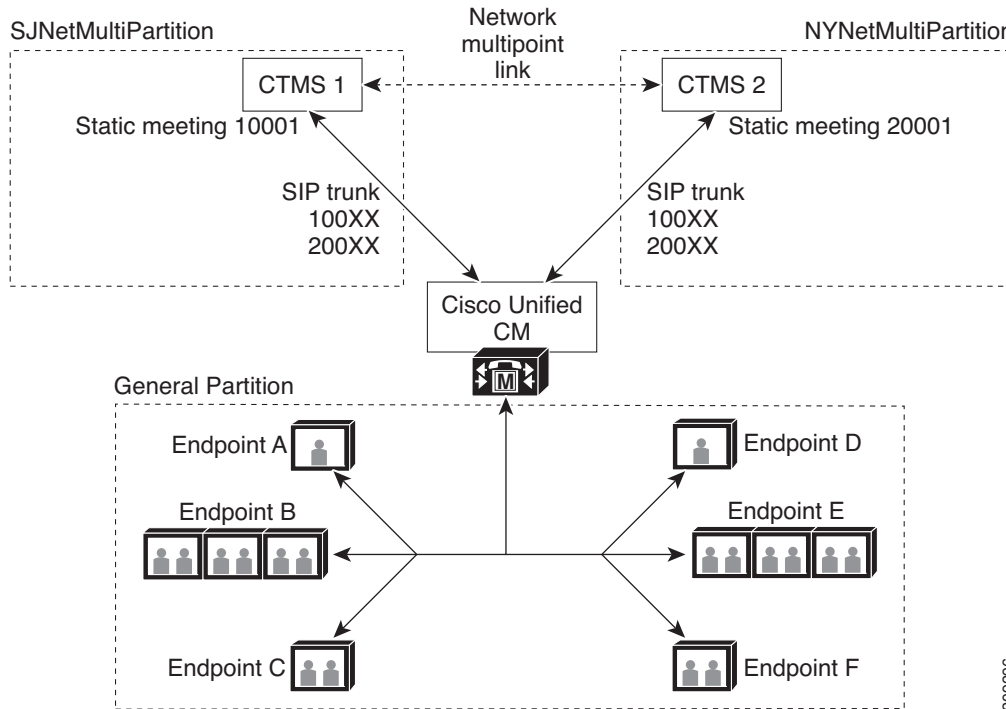 SJNetMultiPartition
Network
multipoint
link
NYNetMultiPartition
CTMS 1
CTMS 2
Static meeting 10001
Static meeting 20001
SIP trunk
100XX
200XX
SIP trunk
100XX
200XX
Cisco Unified
CM
M
General Partition
Endpoint A
Endpoint D
Endpoint B
Endpoint E
Endpoint C
Endpoint F